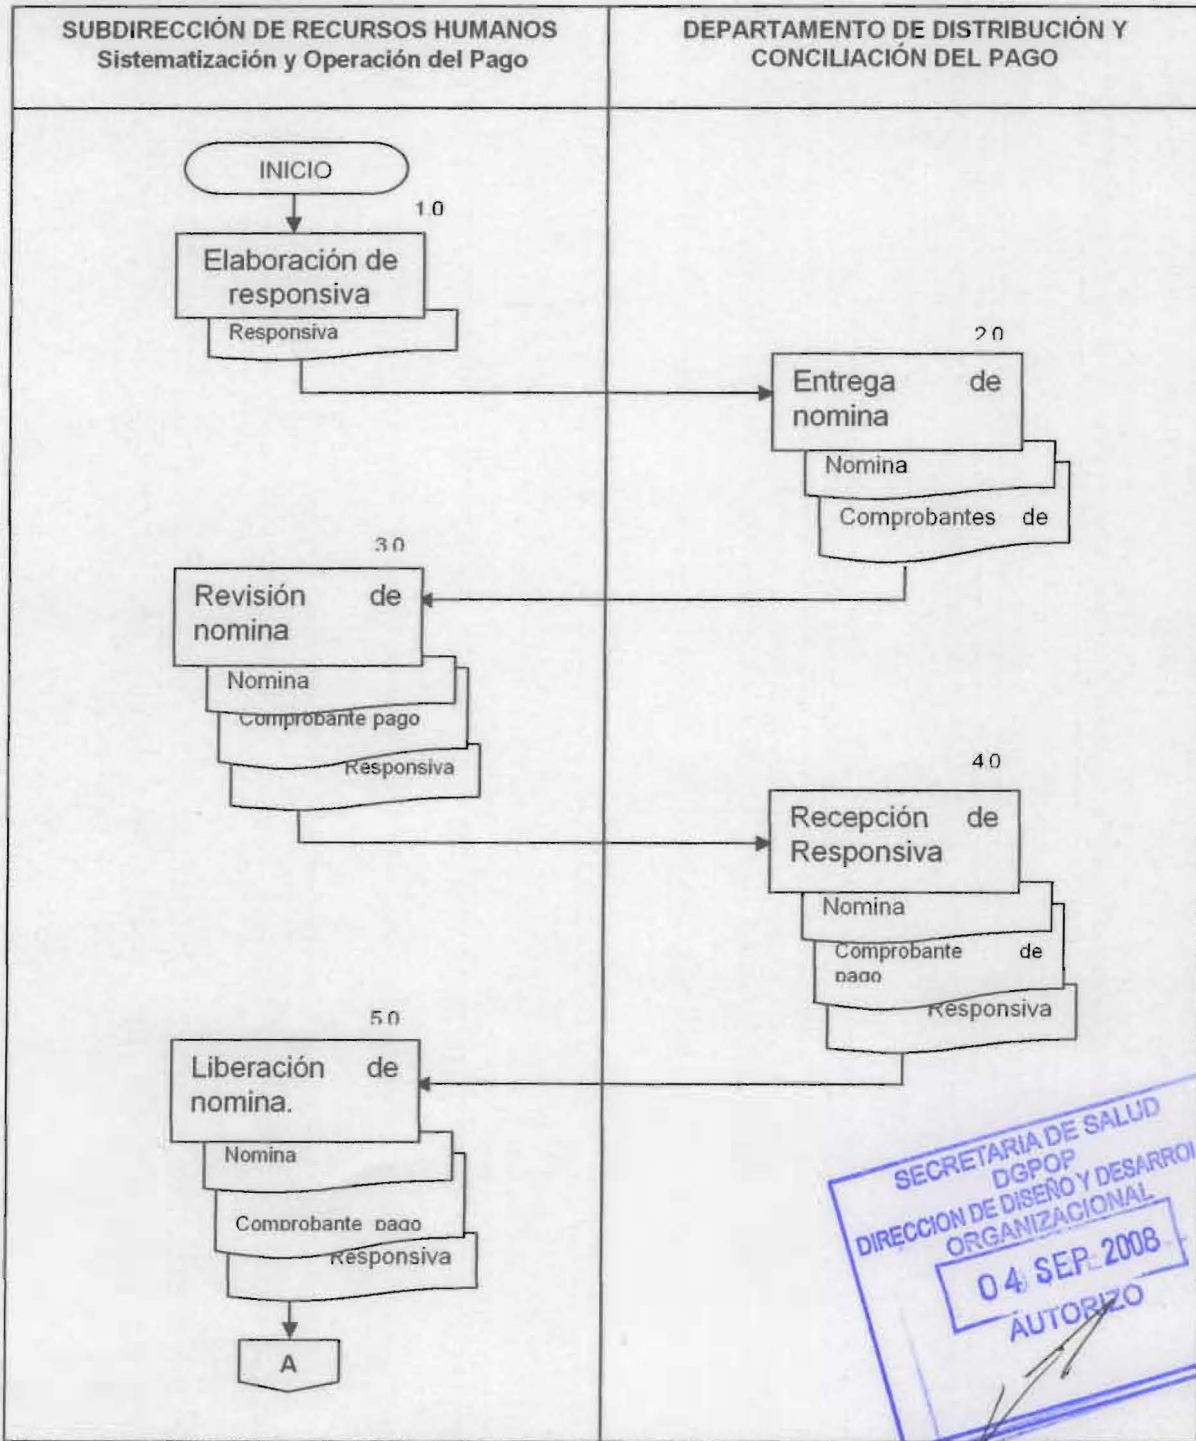 SUBDIRECCIÓN DE RECURSOS HUMANOS
Sistematización y Operación del Pago
DEPARTAMENTO DE DISTRIBUCIÓN Y
CONCILIACIÓN DEL PAGO
INICIO
1.0
Elaboración de
responsiva
Responsiva
2.0
Entrega de
nomina
Nomina
Comprobantes de
3.0
Revisión de
nomina
Nomina
Comprobante pago
Responsiva
4.0
Recepción de
Responsiva
Nomina
Comprobante de
pago
Responsiva
5.0
Liberación de
nomina.
Nomina
Comprobante pago
Responsiva
A
SECRETARIA DE SALUD
DGPOP
DIRECCION DE DISEÑO Y DESARROL
ORGANIZACIONAL
04 SEP 2008
AUTORIZO